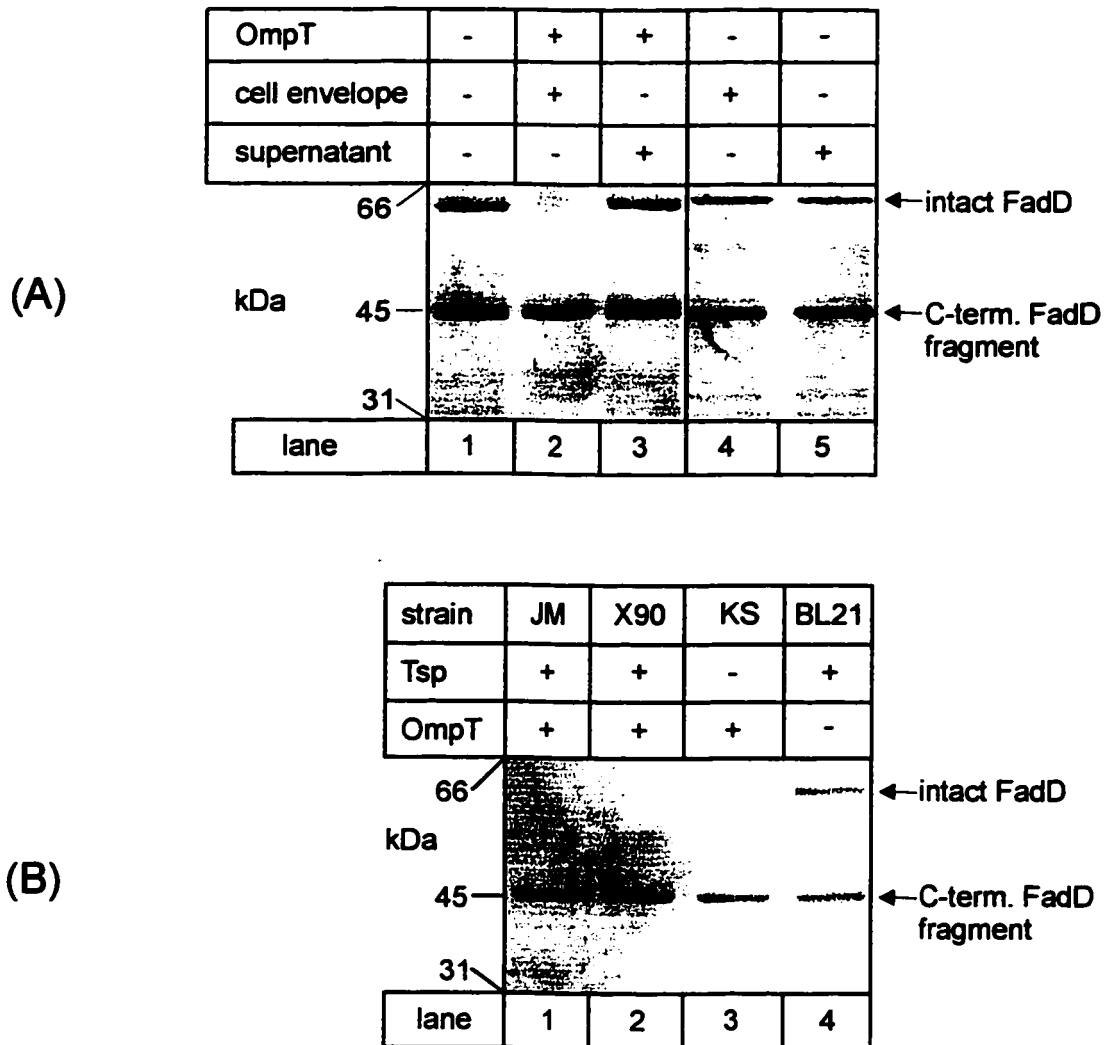 OmpT - + + - -
cell envelope - + - + -
supernatant - - + - +
66
intact FadD
(A)
kDa
45
C-term. FadD
fragment
31
lane 1 2 3 4 5
strain JM X90 KS BL21
Tsp + + - +
OmpT + + + -
66
intact FadD
kDa
(B)
45
C-term. FadD
fragment
31
lane 1 2 3 4